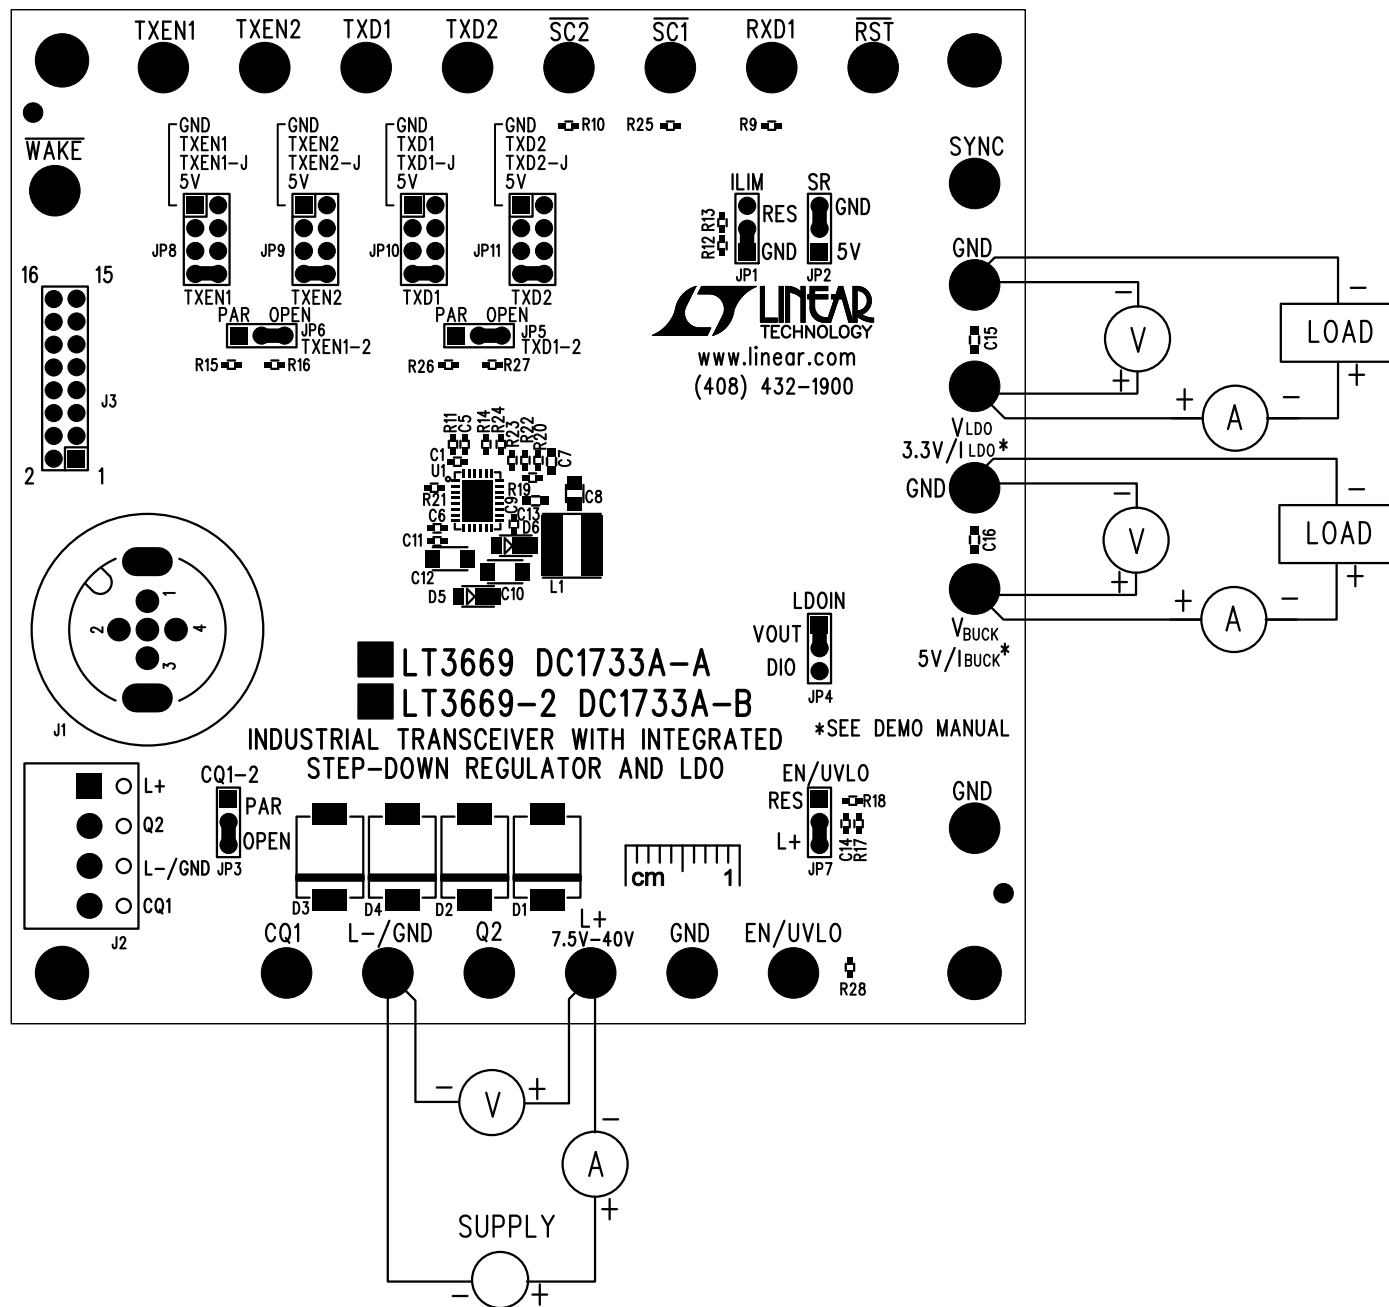 TXEN1 TXEN2 TXD1 TXD2 SC2 SC1 RXD1 RST
R10 R25 R9
WAKE
SYNC
GND
TXEN1
TXEN1-J
5V
JP8
TXEN1
GND
TXEN2
TXEN2-J
5V
JP9
TXEN2
GND
TXD1
TXD1-J
5V
JP10
TXD1
GND
TXD2
TXD2-J
5V
JP11
TXD2
ILIM
RES
GND
JP1
R13
R12
SR
GND
5V
JP2
PAR OPEN
JP6
TXEN1-2
R15 R16
PAR OPEN
JP5
TXD1-2
R26 R27
LINEAR
TECHNOLOGY
www.linear.com
(408) 432-1900
16 15
J3
2 1
GND
C15
VLDO
3.3V/ILDO*
- V +
- LOAD +
+ A -
GND
C16
VBUCK
5V/IBUCK*
- V +
- LOAD +
+ A -
R11 C5 R14 R24 R23 R22 R20
C1 C7
U1
R21 R19 C8
C9
C6 C13
C11 D6
C12 C10 L1
D5
1
2 4
3
J1
LDOIN
VOUT
DIO
JP4
LT3669 DC1733A-A
LT3669-2 DC1733A-B
INDUSTRIAL TRANSCEIVER WITH INTEGRATED
STEP-DOWN REGULATOR AND LDO
*SEE DEMO MANUAL
L+
Q2
L-/GND
CQ1
J2
CQ1-2
PAR
OPEN
JP3
D3 D4 D2 D1
cm 1
EN/UVLO
RES
L+
JP7
R18
C14 R17
GND
CQ1 L-/GND Q2 L+ GND EN/UVLO
7.5V-40V
R28
- V +
-
A
+
SUPPLY
- +